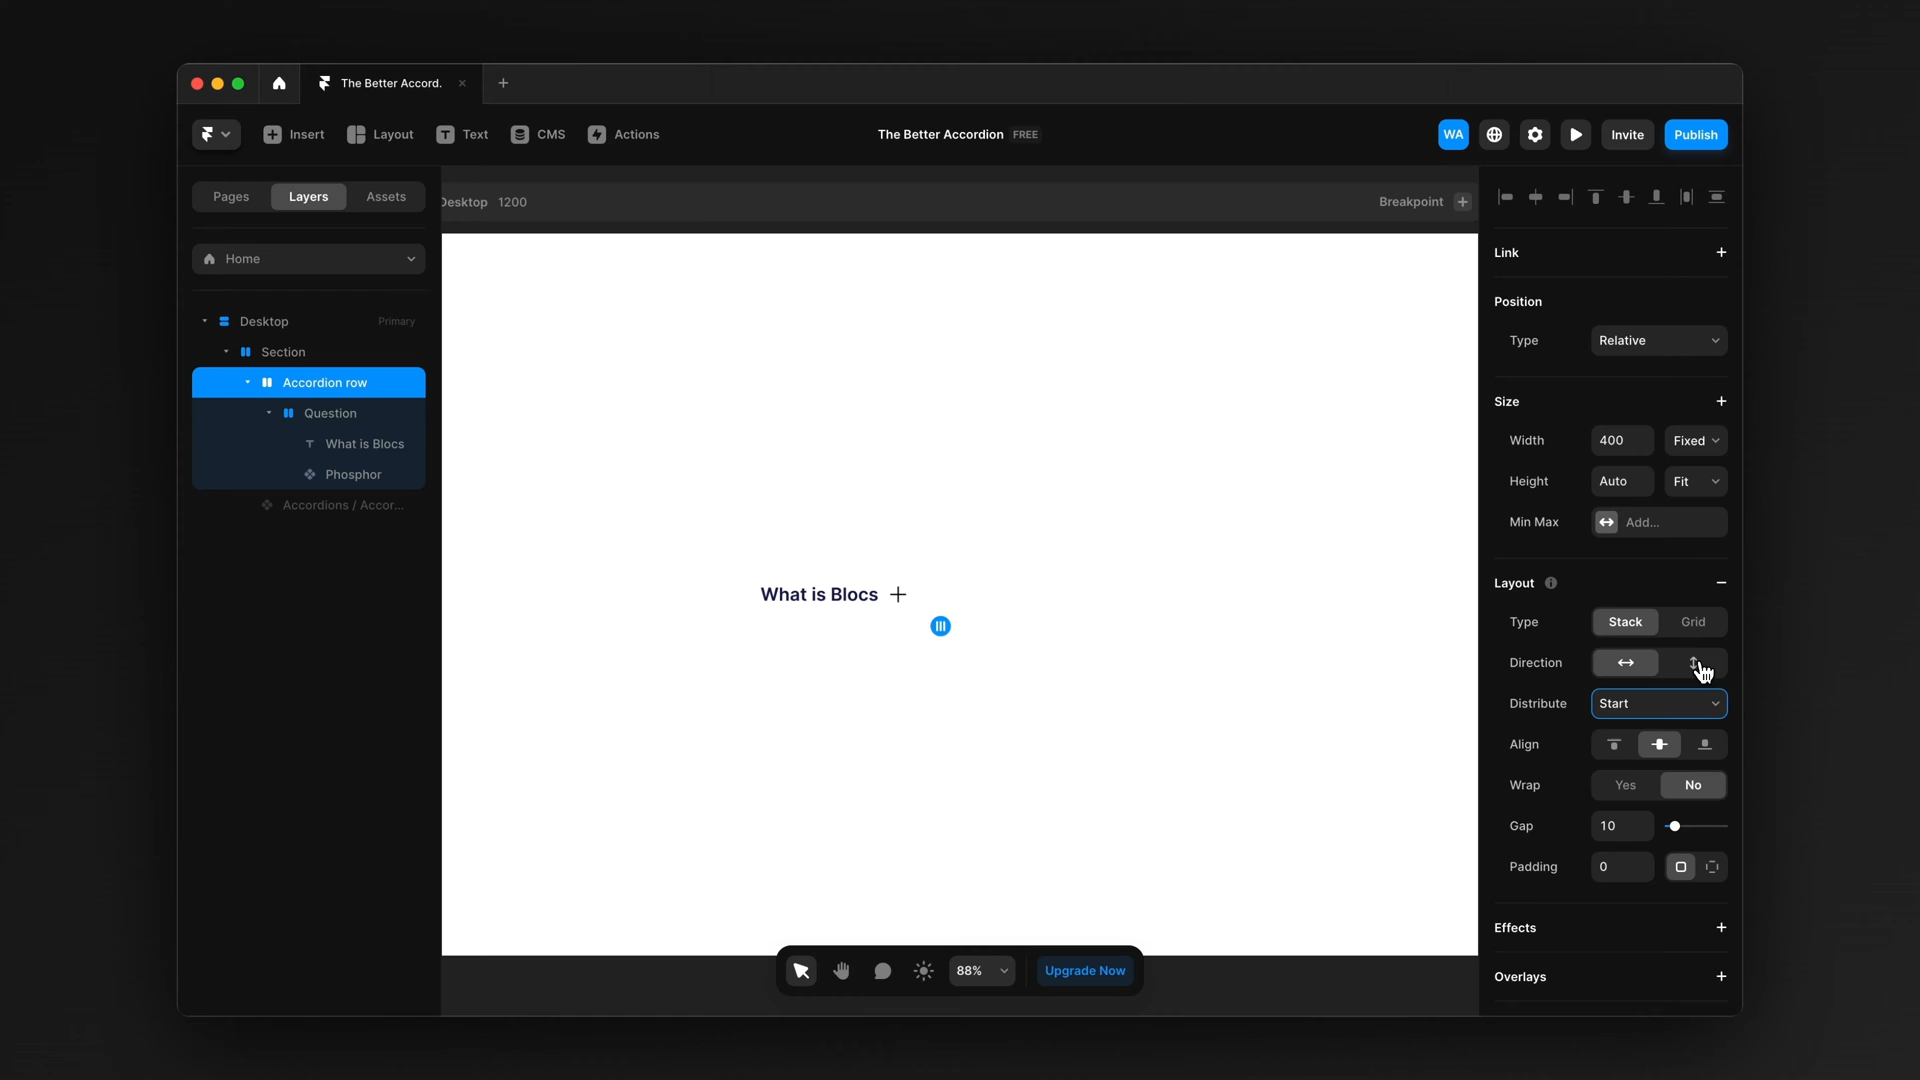 The Better Accord.
Insert
Layout
Text
CMS
Actions
The Better Accordion FREE
WA
Invite
Publish
Pages
Layers
Assets
Desktop 1200
Breakpoint
Home
Desktop
Primary
Section
Accordion row
Question
What is Blocs
Phosphor
Accordions / Accor...
What is Blocs
88%
Upgrade Now
Link
Position
Type
Relative
Size
Width
400
Fixed
Height
Auto
Fit
Min Max
Add...
Layout
Type
Stack
Grid
Direction
Distribute
Start
Align
Wrap
Yes
No
Gap
10
Padding
0
Effects
Overlays